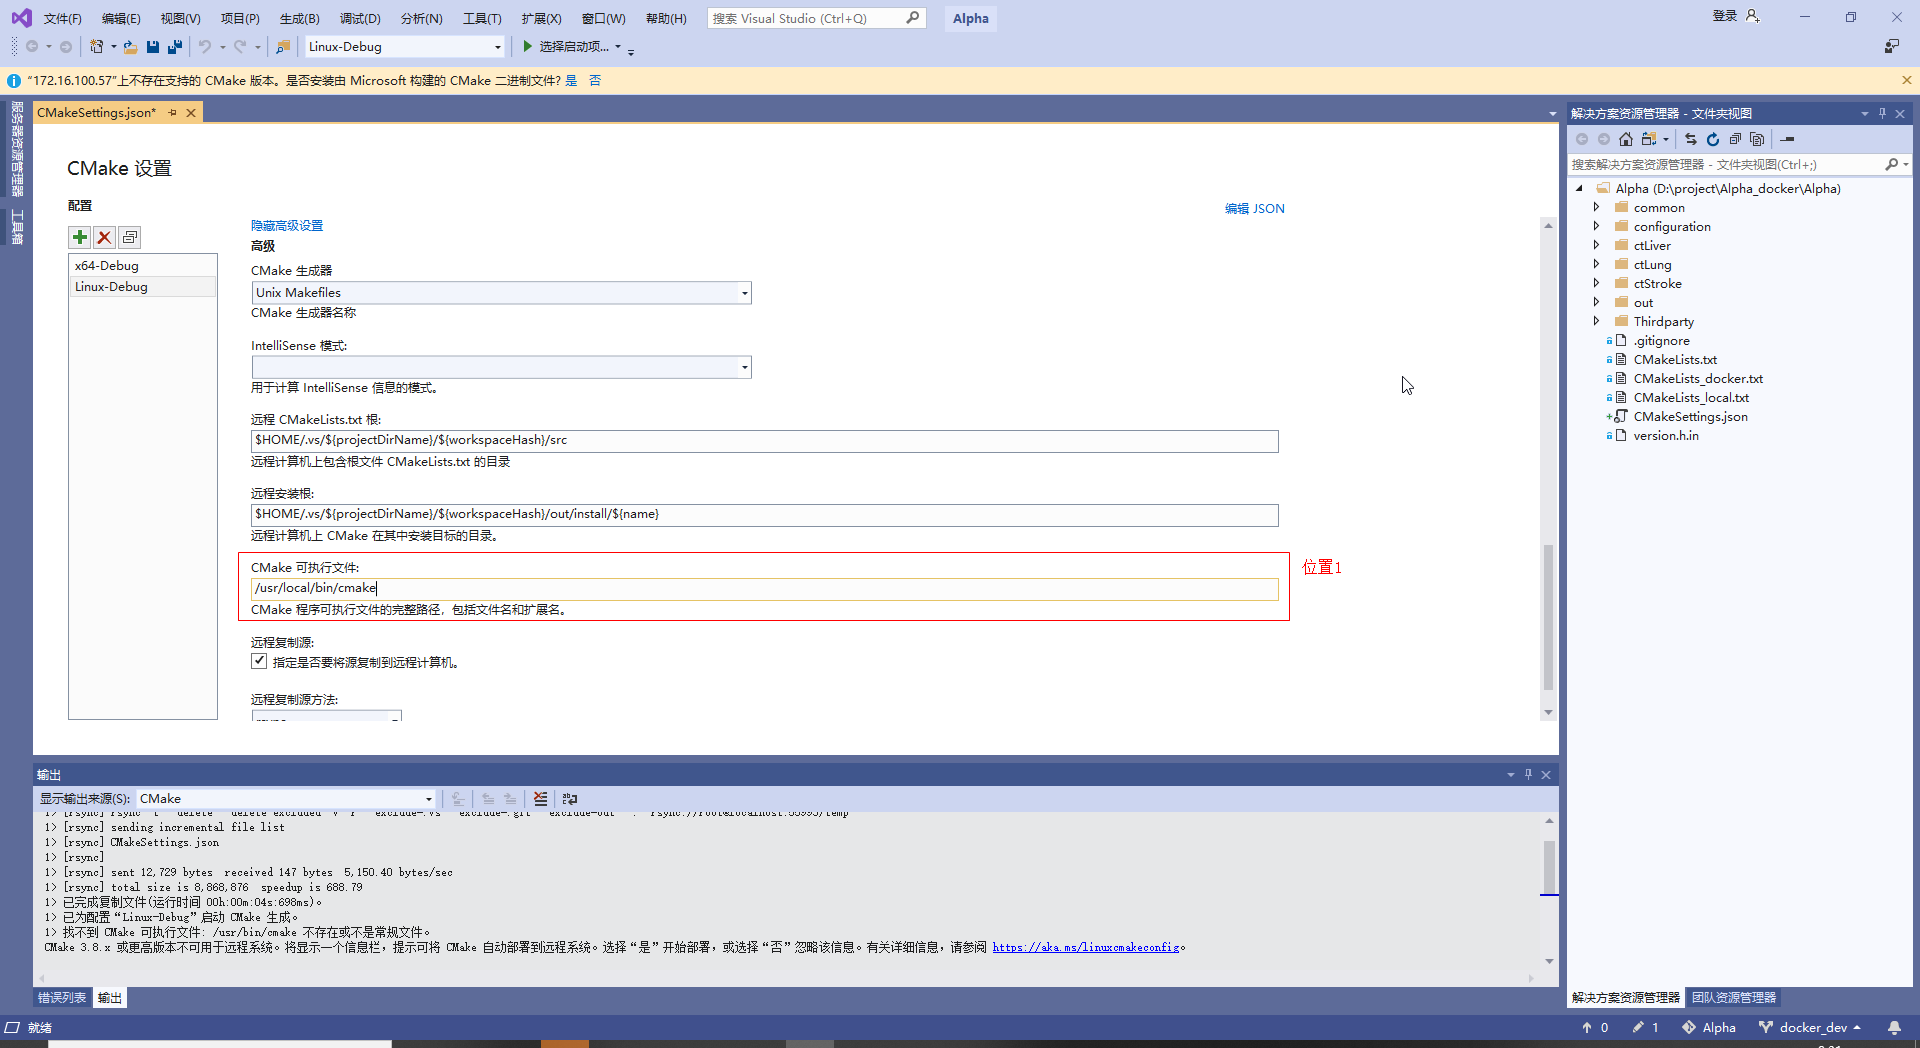 文件(F) 编辑(E) 视图(V) 项目(P) 生成(B) 调试(D) 分析(N) 工具(T) 扩展(X) 窗口(W) 帮助(H) 搜索 Visual Studio (Ctrl+Q) Alpha 登录
Linux-Debug 选择启动项...
“172.16.100.57”上不存在支持的 CMake 版本。是否安装由 Microsoft 构建的 CMake 二进制文件? 是 否
服务器资源管理器
工具箱
CMakeSettings.json*
CMake 设置
配置
编辑 JSON
x64-Debug
Linux-Debug
隐藏高级设置
高级
CMake 生成器
Unix Makefiles
CMake 生成器名称
IntelliSense 模式:
用于计算 IntelliSense 信息的模式。
远程 CMakeLists.txt 根:
$HOME/.vs/${projectDirName}/${workspaceHash}/src
远程计算机上包含根文件 CMakeLists.txt 的目录
远程安装根:
$HOME/.vs/${projectDirName}/${workspaceHash}/out/install/${name}
远程计算机上 CMake 在其中安装目标的目录。
CMake 可执行文件:
/usr/local/bin/cmake
CMake 程序可执行文件的完整路径，包括文件名和扩展名。
位置1
远程复制源:
指定是否要将源复制到远程计算机。
远程复制源方法:
解决方案资源管理器 - 文件夹视图
搜索解决方案资源管理器 - 文件夹视图(Ctrl+;)
Alpha (D:\project\Alpha_docker\Alpha)
common
configuration
ctLiver
ctLung
ctStroke
out
Thirdparty
.gitignore
CMakeLists.txt
CMakeLists_docker.txt
CMakeLists_local.txt
CMakeSettings.json
version.h.in
输出
显示输出来源(S): CMake
1> [rsync] sending incremental file list
1> [rsync] CMakeSettings.json
1> [rsync]
1> [rsync] sent 12,729 bytes  received 147 bytes  5,150.40 bytes/sec
1> [rsync] total size is 8,868,876  speedup is 688.79
1> 已完成复制文件(运行时间 00h:00m:04s:698ms)。
1> 已为配置“Linux-Debug”启动 CMake 生成。
1> 找不到 CMake 可执行文件: /usr/bin/cmake 不存在或不是常规文件。
CMake 3.8.x 或更高版本不可用于远程系统。将显示一个信息栏，提示可将 CMake 自动部署到远程系统。选择“是”开始部署，或选择“否”忽略该信息。有关详细信息，请参阅 https://aka.ms/linuxcmakeconfig。
错误列表 输出
解决方案资源管理器 团队资源管理器
就绪 0 1 Alpha docker_dev